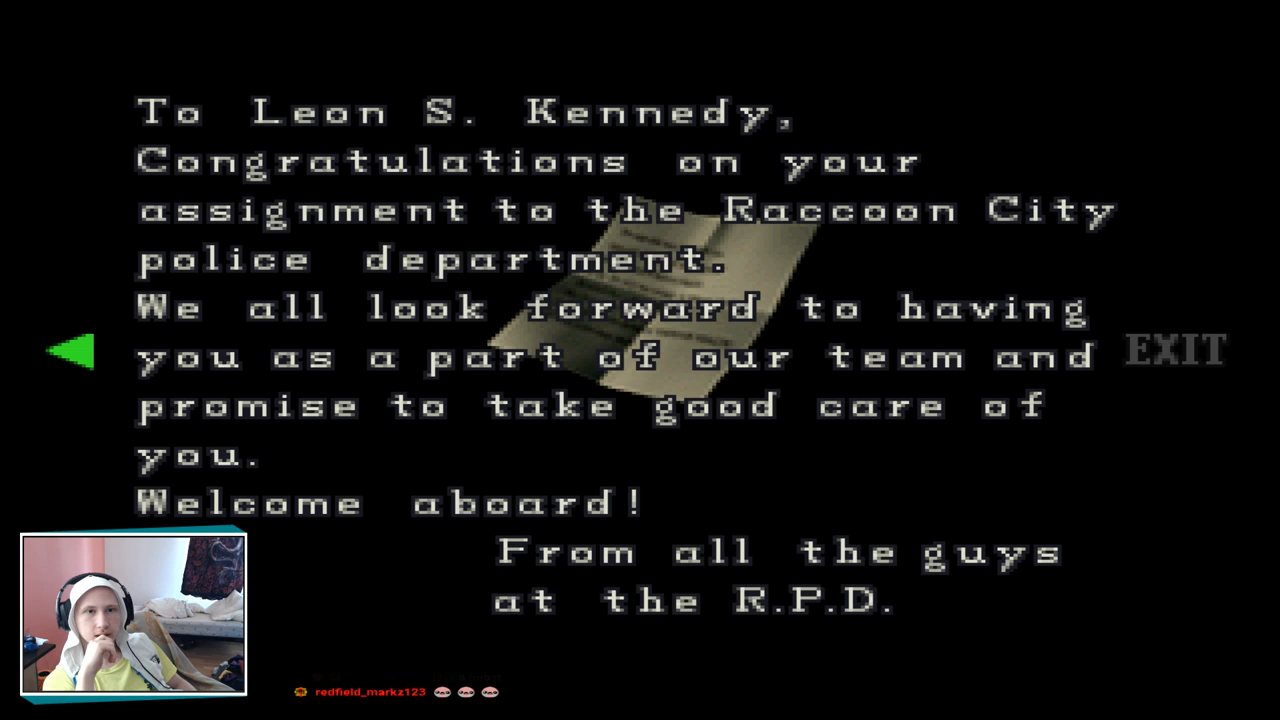 To Leon S. Kennedy,
Congratulations on your
assignment to the Raccoon City
police department.
We all look forward to having
you as a part of our team and
EXIT
promise to take good care of
you.
Welcome aboard!
From all the guys
at the R.P.D.
redfield_markz123